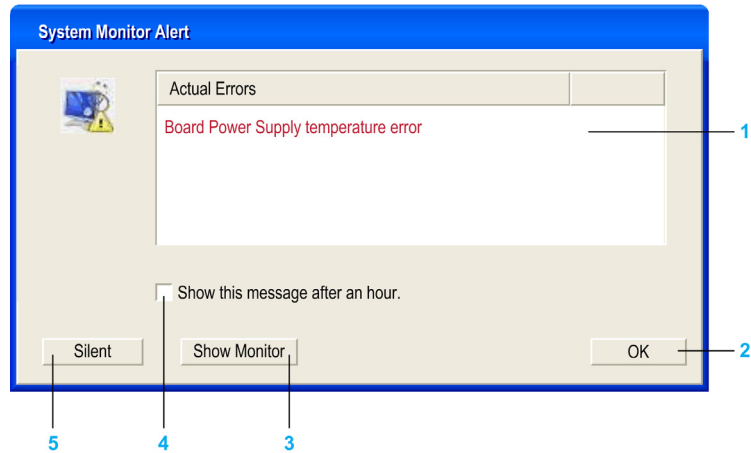 System Monitor Alert
Actual Errors
Board Power Supply temperature error
1
Show this message after an hour.
Silent
Show Monitor
OK
2
5
4
3